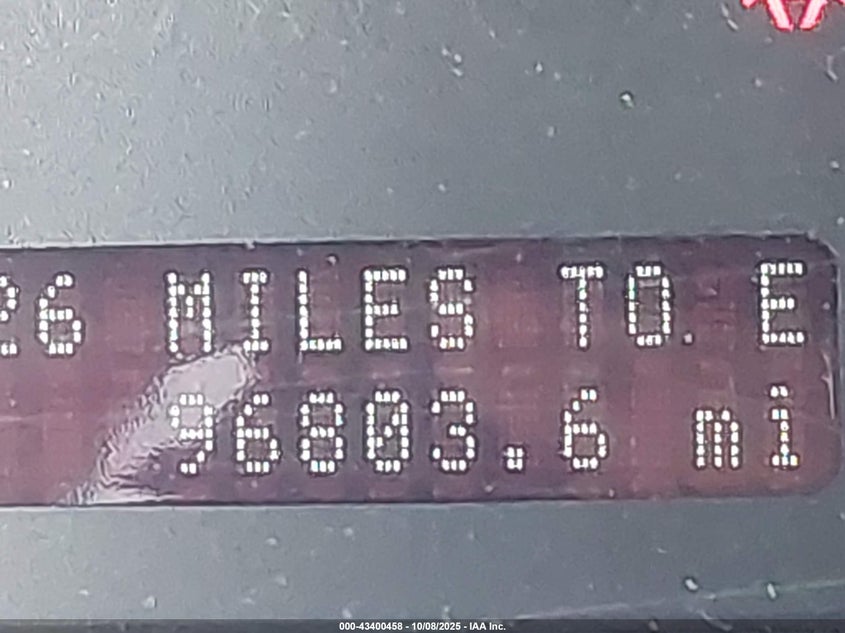 26 MILES TO E
96803.6 mi
000-43400458 - 10/08/2025 - IAA Inc.